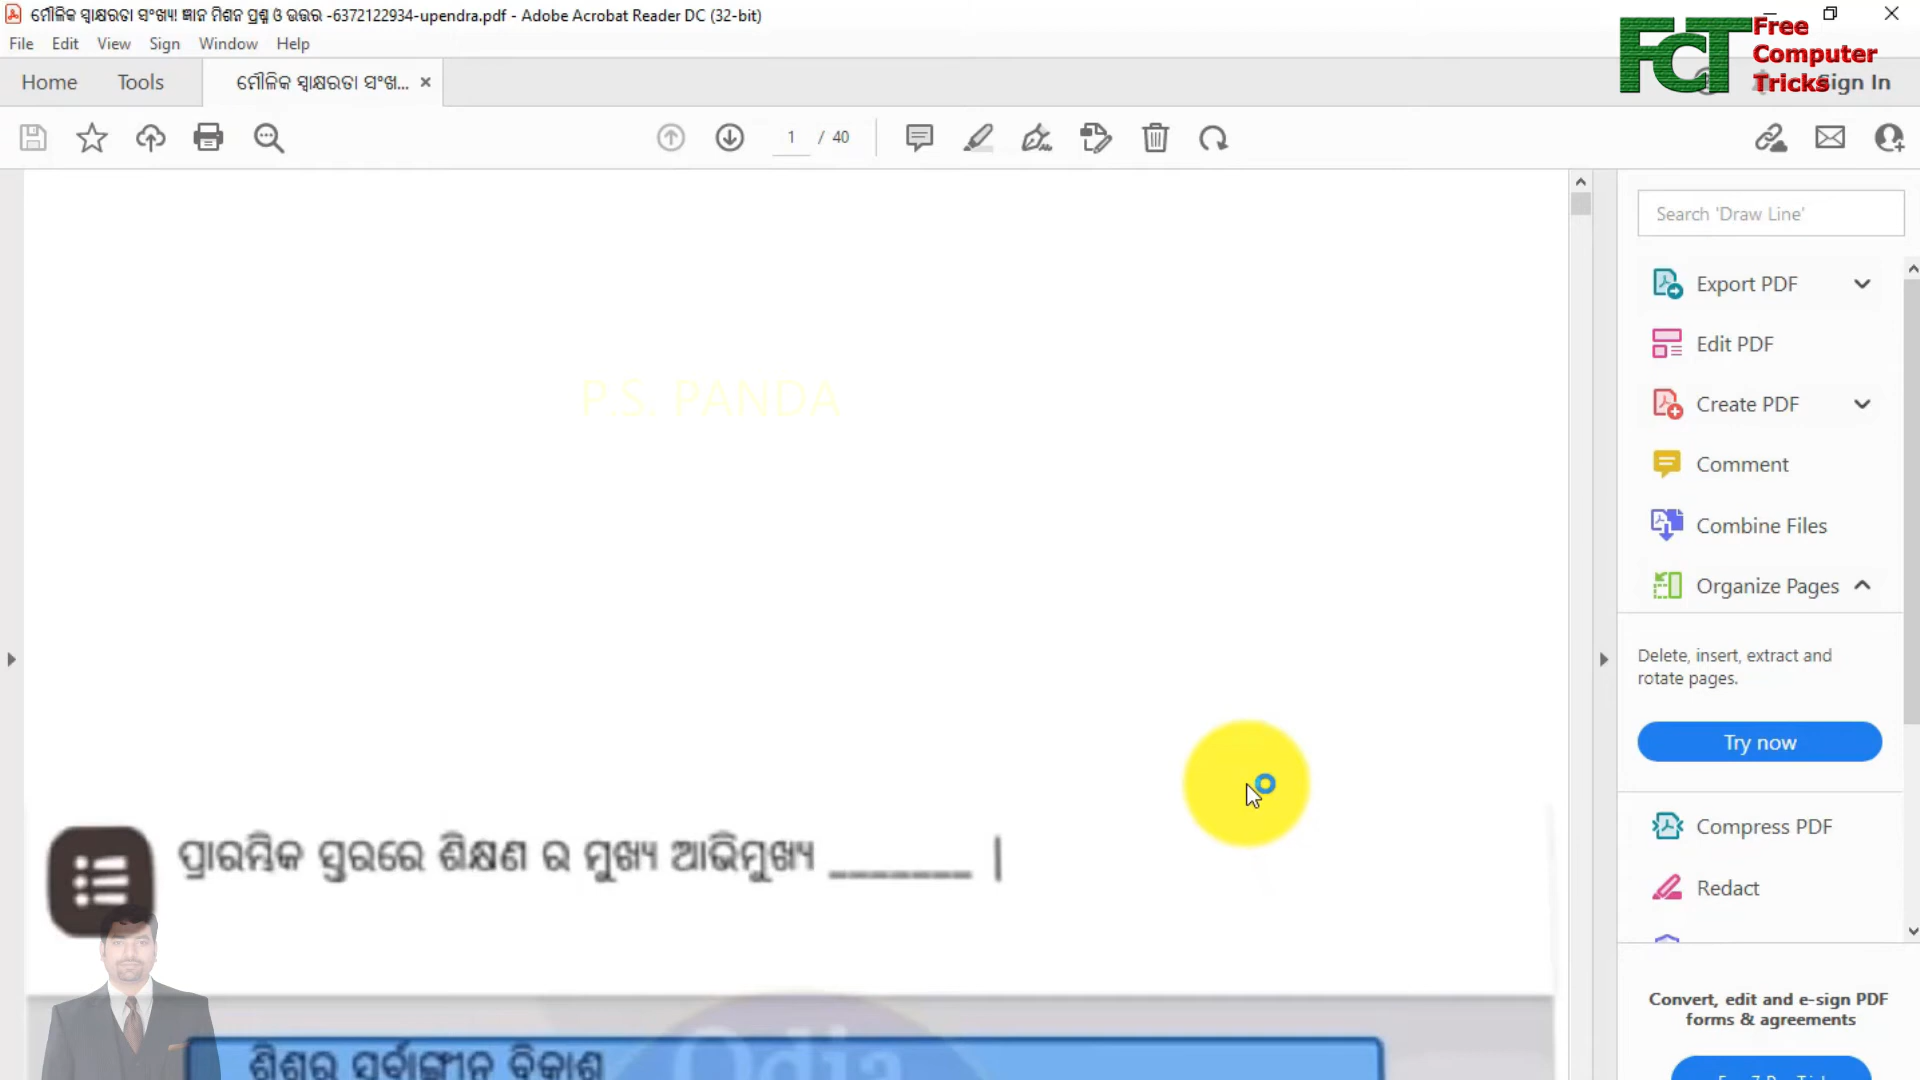 ମୌଳିକ ସ୍ୱାକ୍ଷରତା ସଂଖ୍ୟା ଜ୍ଞାନ ମିଶନ ପ୍ରଶ୍ନ ଓ ଉତ୍ତର -6372122934-upendra.pdf - Adobe Acrobat Reader DC (32-bit)
File Edit View Sign Window Help
FCT Free Computer Tricks
Home Tools ମୌଳିକ ସ୍ୱାକ୍ଷରତା ସଂଖ... × Sign In
1 / 40
Search 'Draw Line'
Export PDF
Edit PDF
P.S. PANDA
Create PDF
Comment
Combine Files
Organize Pages
Delete, insert, extract and
rotate pages.
Try now
Compress PDF
ପ୍ରାରମ୍ଭିକ ସ୍ତରରେ ଶିକ୍ଷଣ ର ମୁଖ୍ୟ ଆଭିମୁଖ୍ୟ _______ |
Redact
Convert, edit and e-sign PDF
forms & agreements
Odia
ଶିଶୁର ସର୍ବାଙ୍ଗୀନ ବିକାଶ